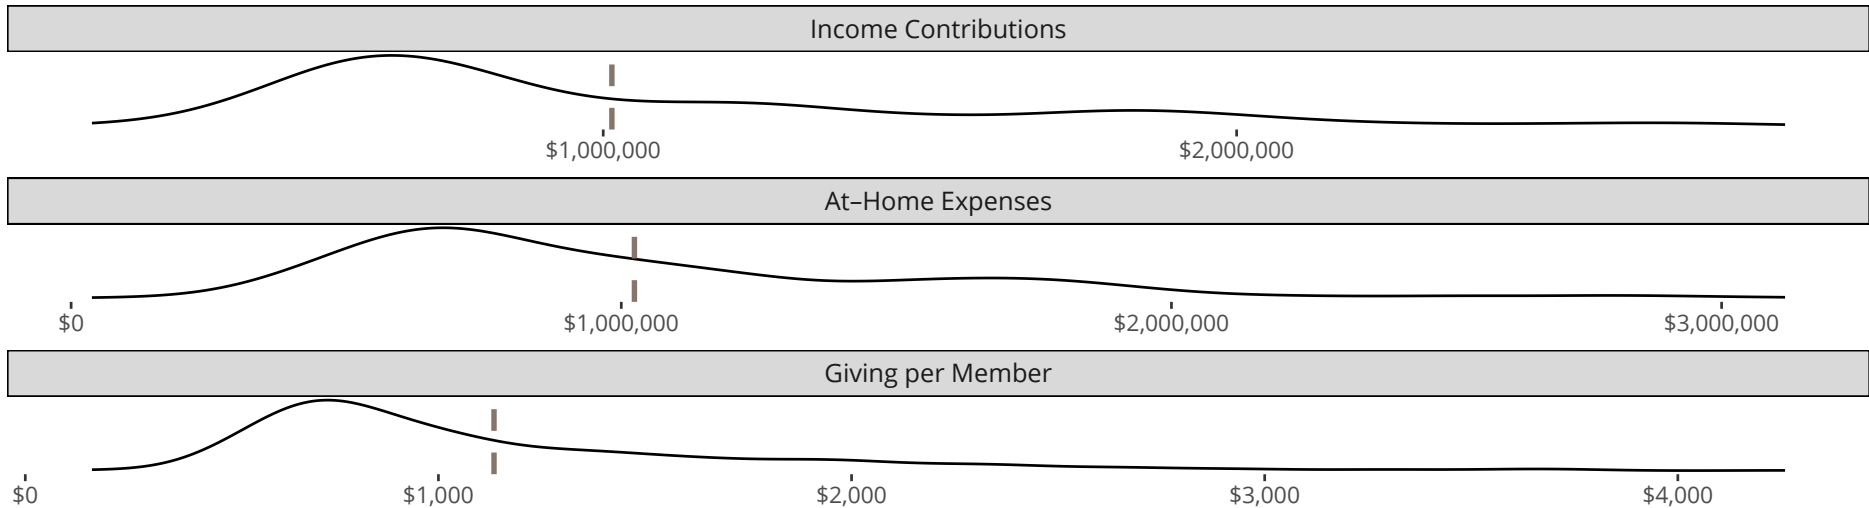 Income Contributions
$1,000,000 $2,000,000
At–Home Expenses
$0 $1,000,000 $2,000,000 $3,000,000
Giving per Member
$0 $1,000 $2,000 $3,000 $4,000